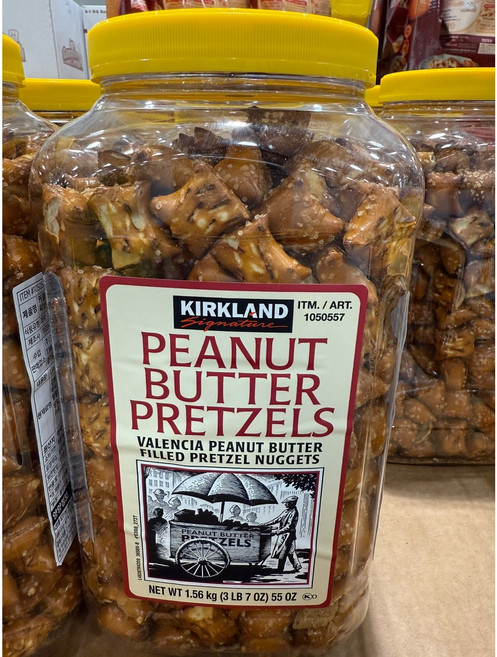 KIRKLAND
Signature
ITM. / ART.
1050557
PEANUT
BUTTER
PRETZELS
VALENCIA PEANUT BUTTER
FILLED PRETZEL NUGGETS
PEANUT BUTTER
PRETZELS
NET WT 1.56 kg (3 LB 7 OZ) 55 OZ